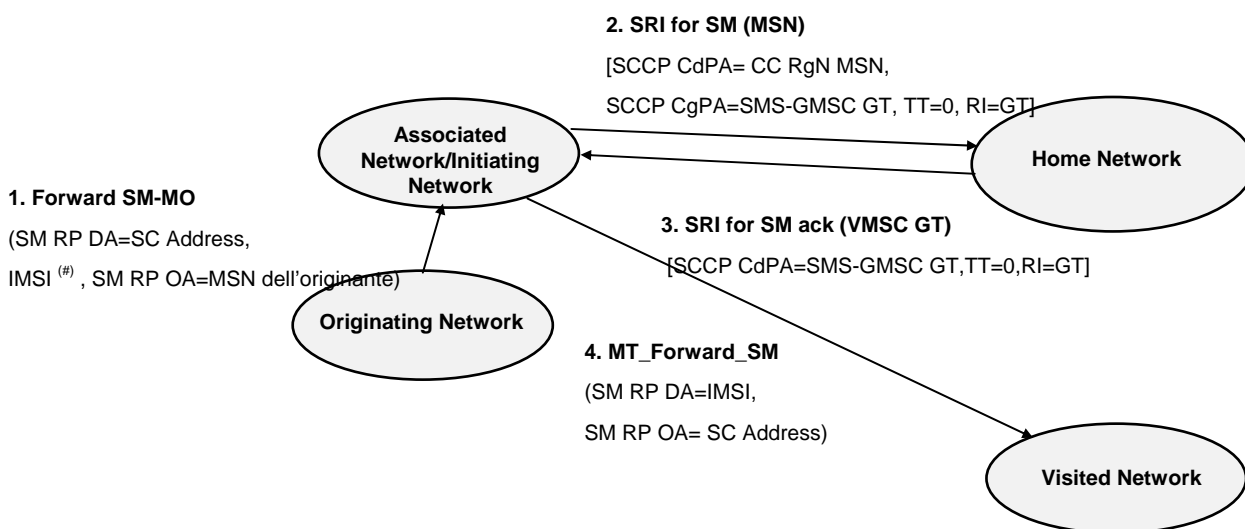 2. SRI for SM (MSN)
[SCCP CdPA= CC RgN MSN,
SCCP CgPA=SMS-GMSC GT, TT=0, RI=GT]
Associated
Network/Initiating
Network
Home Network
1. Forward SM-MO
(SM RP DA=SC Address,
IMSI (#) , SM RP OA=MSN dell'originante)
3. SRI for SM ack (VMSC GT)
[SCCP CdPA=SMS-GMSC GT,TT=0,RI=GT]
Originating Network
4. MT_Forward_SM
(SM RP DA=IMSI,
SM RP OA= SC Address)
Visited Network